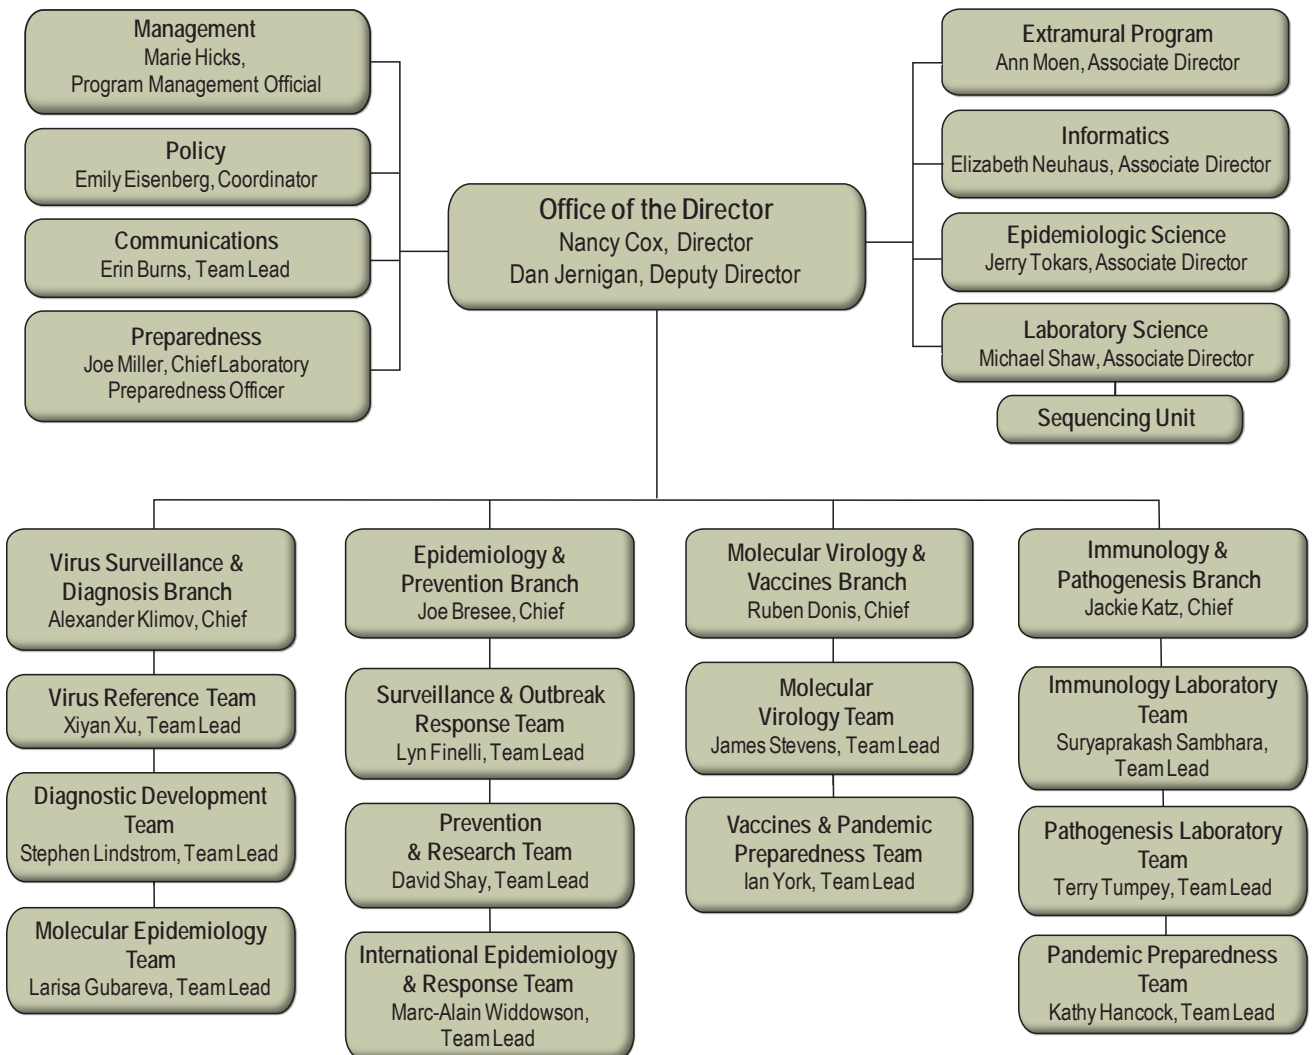 Management
Marie Hicks,
Program Management Official
Policy
Emily Eisenberg, Coordinator
Communications
Erin Burns, Team Lead
Preparedness
Joe Miller, Chief Laboratory
Preparedness Officer
Office of the Director
Nancy Cox, Director
Dan Jernigan, Deputy Director
Extramural Program
Ann Moen, Associate Director
Informatics
Elizabeth Neuhaus, Associate Director
Epidemiologic Science
Jerry Tokars, Associate Director
Laboratory Science
Michael Shaw, Associate Director
Sequencing Unit
Virus Surveillance &
Diagnosis Branch
Alexander Klimov, Chief
Virus Reference Team
Xiyan Xu, Team Lead
Diagnostic Development
Team
Stephen Lindstrom, Team Lead
Molecular Epidemiology
Team
Larisa Gubareva, Team Lead
Epidemiology &
Prevention Branch
Joe Bresee, Chief
Surveillance & Outbreak
Response Team
Lyn Finelli, Team Lead
Prevention
& Research Team
David Shay, Team Lead
International Epidemiology
& Response Team
Marc-Alain Widdowson,
Team Lead
Molecular Virology &
Vaccines Branch
Ruben Donis, Chief
Molecular
Virology Team
James Stevens, Team Lead
Vaccines & Pandemic
Preparedness Team
Ian York, Team Lead
Immunology &
Pathogenesis Branch
Jackie Katz, Chief
Immunology Laboratory
Team
Suryaprakash Sambhara,
Team Lead
Pathogenesis Laboratory
Team
Terry Tumpey, Team Lead
Pandemic Preparedness
Team
Kathy Hancock, Team Lead